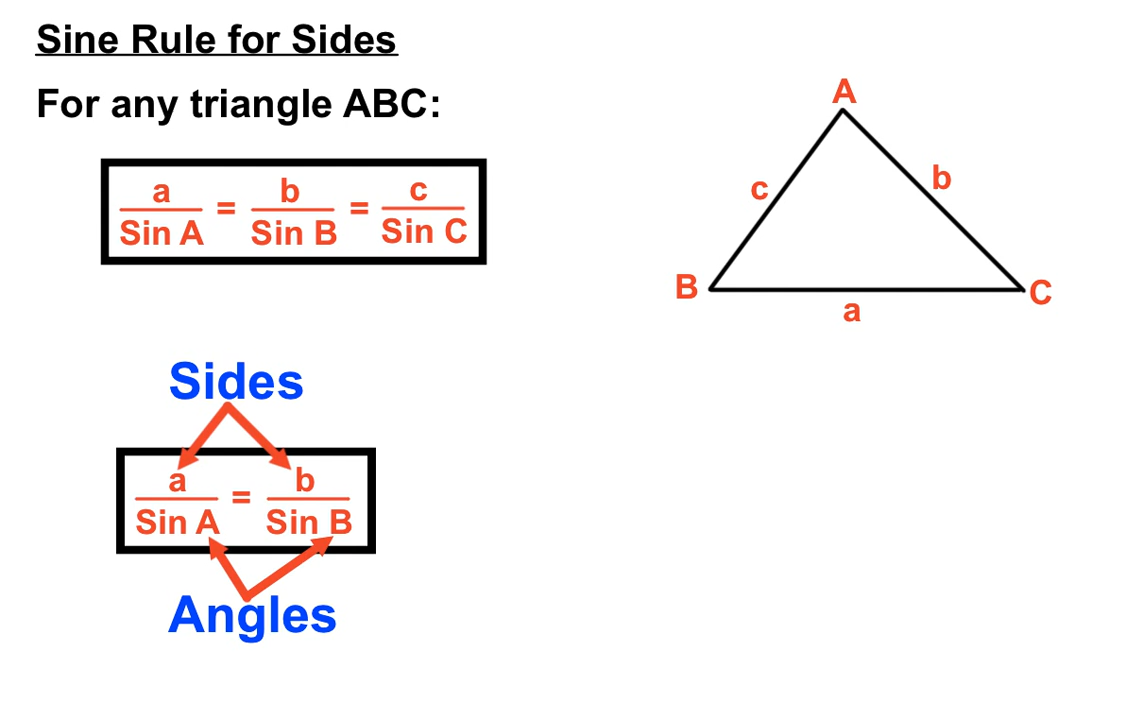 Sine Rule for Sides
For any triangle ABC:
a/Sin A = b/Sin B = c/Sin C
A
c
b
B
C
a
Sides
a/Sin A = b/Sin B
Angles